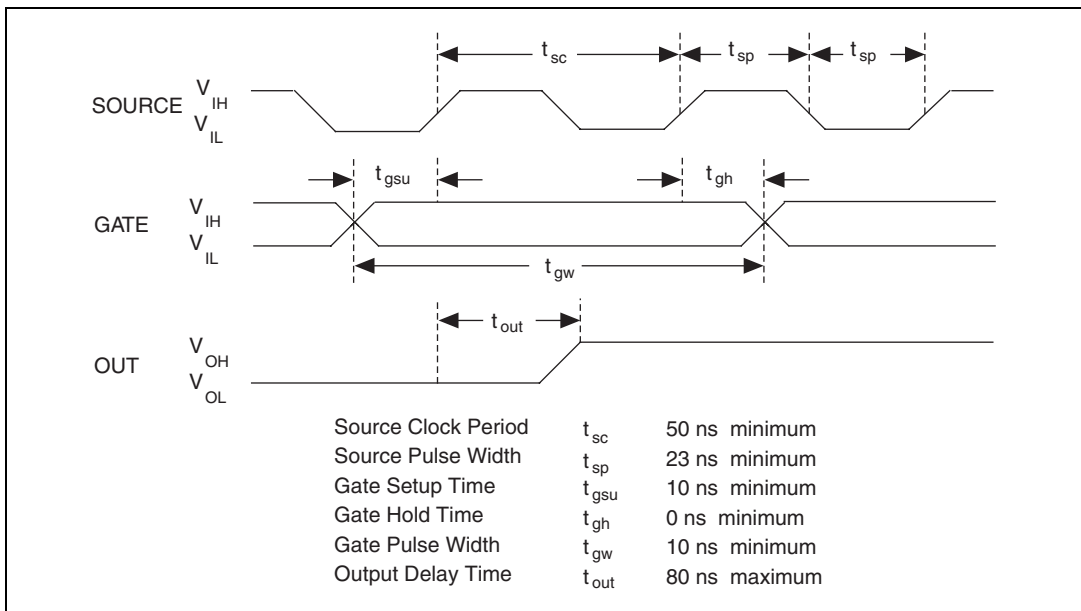 t sc t sp t sp
SOURCE V IH
V IL
t gsu t gh
GATE V IH
V IL
t gw
t out
OUT V OH
V OL
Source Clock Period t sc 50 ns minimum
Source Pulse Width t sp 23 ns minimum
Gate Setup Time t gsu 10 ns minimum
Gate Hold Time t gh 0 ns minimum
Gate Pulse Width t gw 10 ns minimum
Output Delay Time t out 80 ns maximum